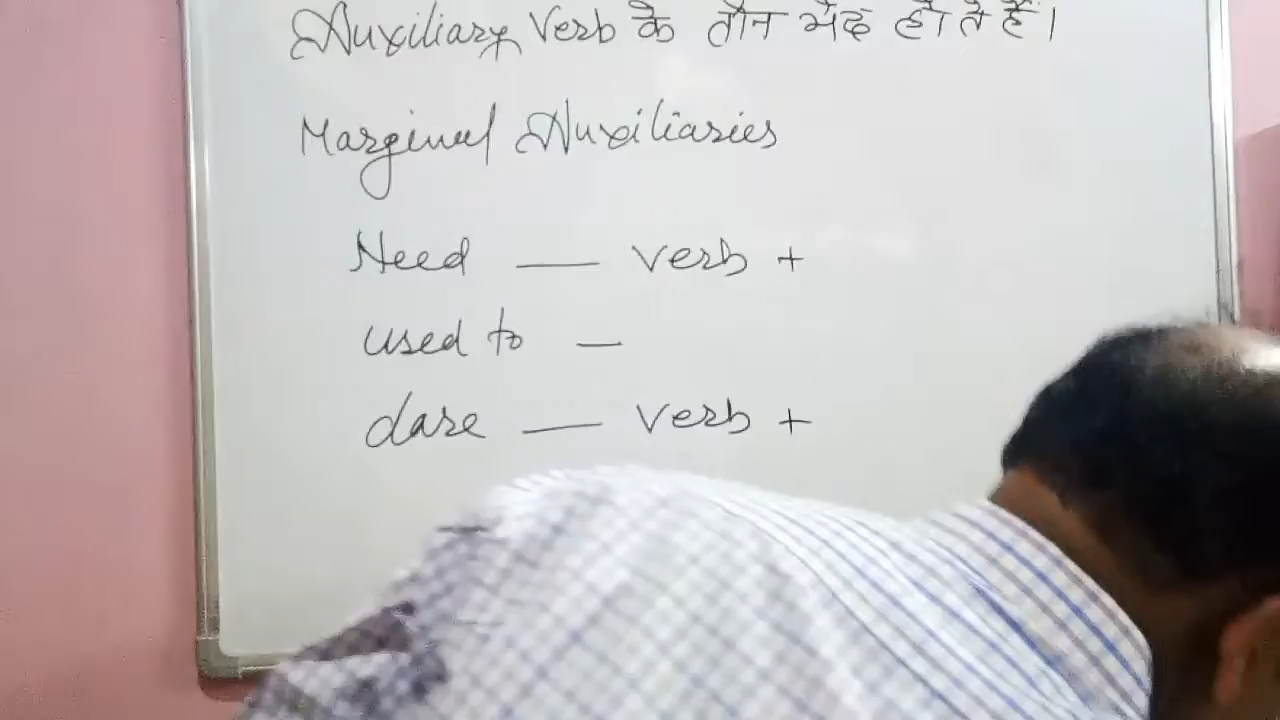 Auxiliary Verb के तीन भेद होते हैं।
Marginal Auxiliaries
Need — verb +
used to —
dare — verb +